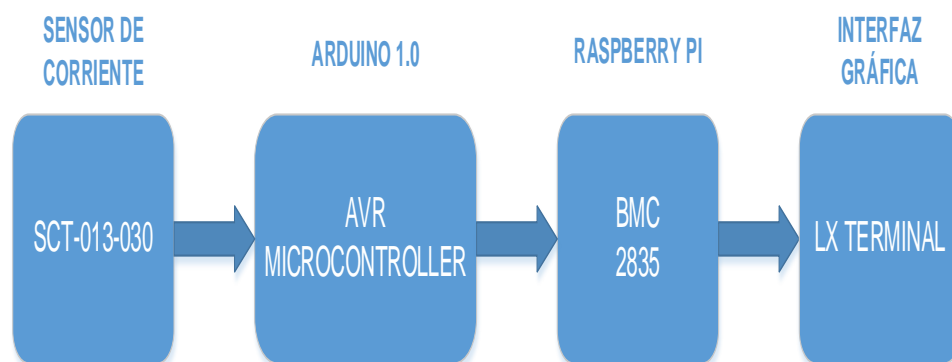 SENSOR DE
CORRIENTE
ARDUINO 1.0
RASPBERRY PI
INTERFAZ
GRÁFICA
SCT-013-030
AVR
MICROCONTROLLER
BMC
2835
LX TERMINAL